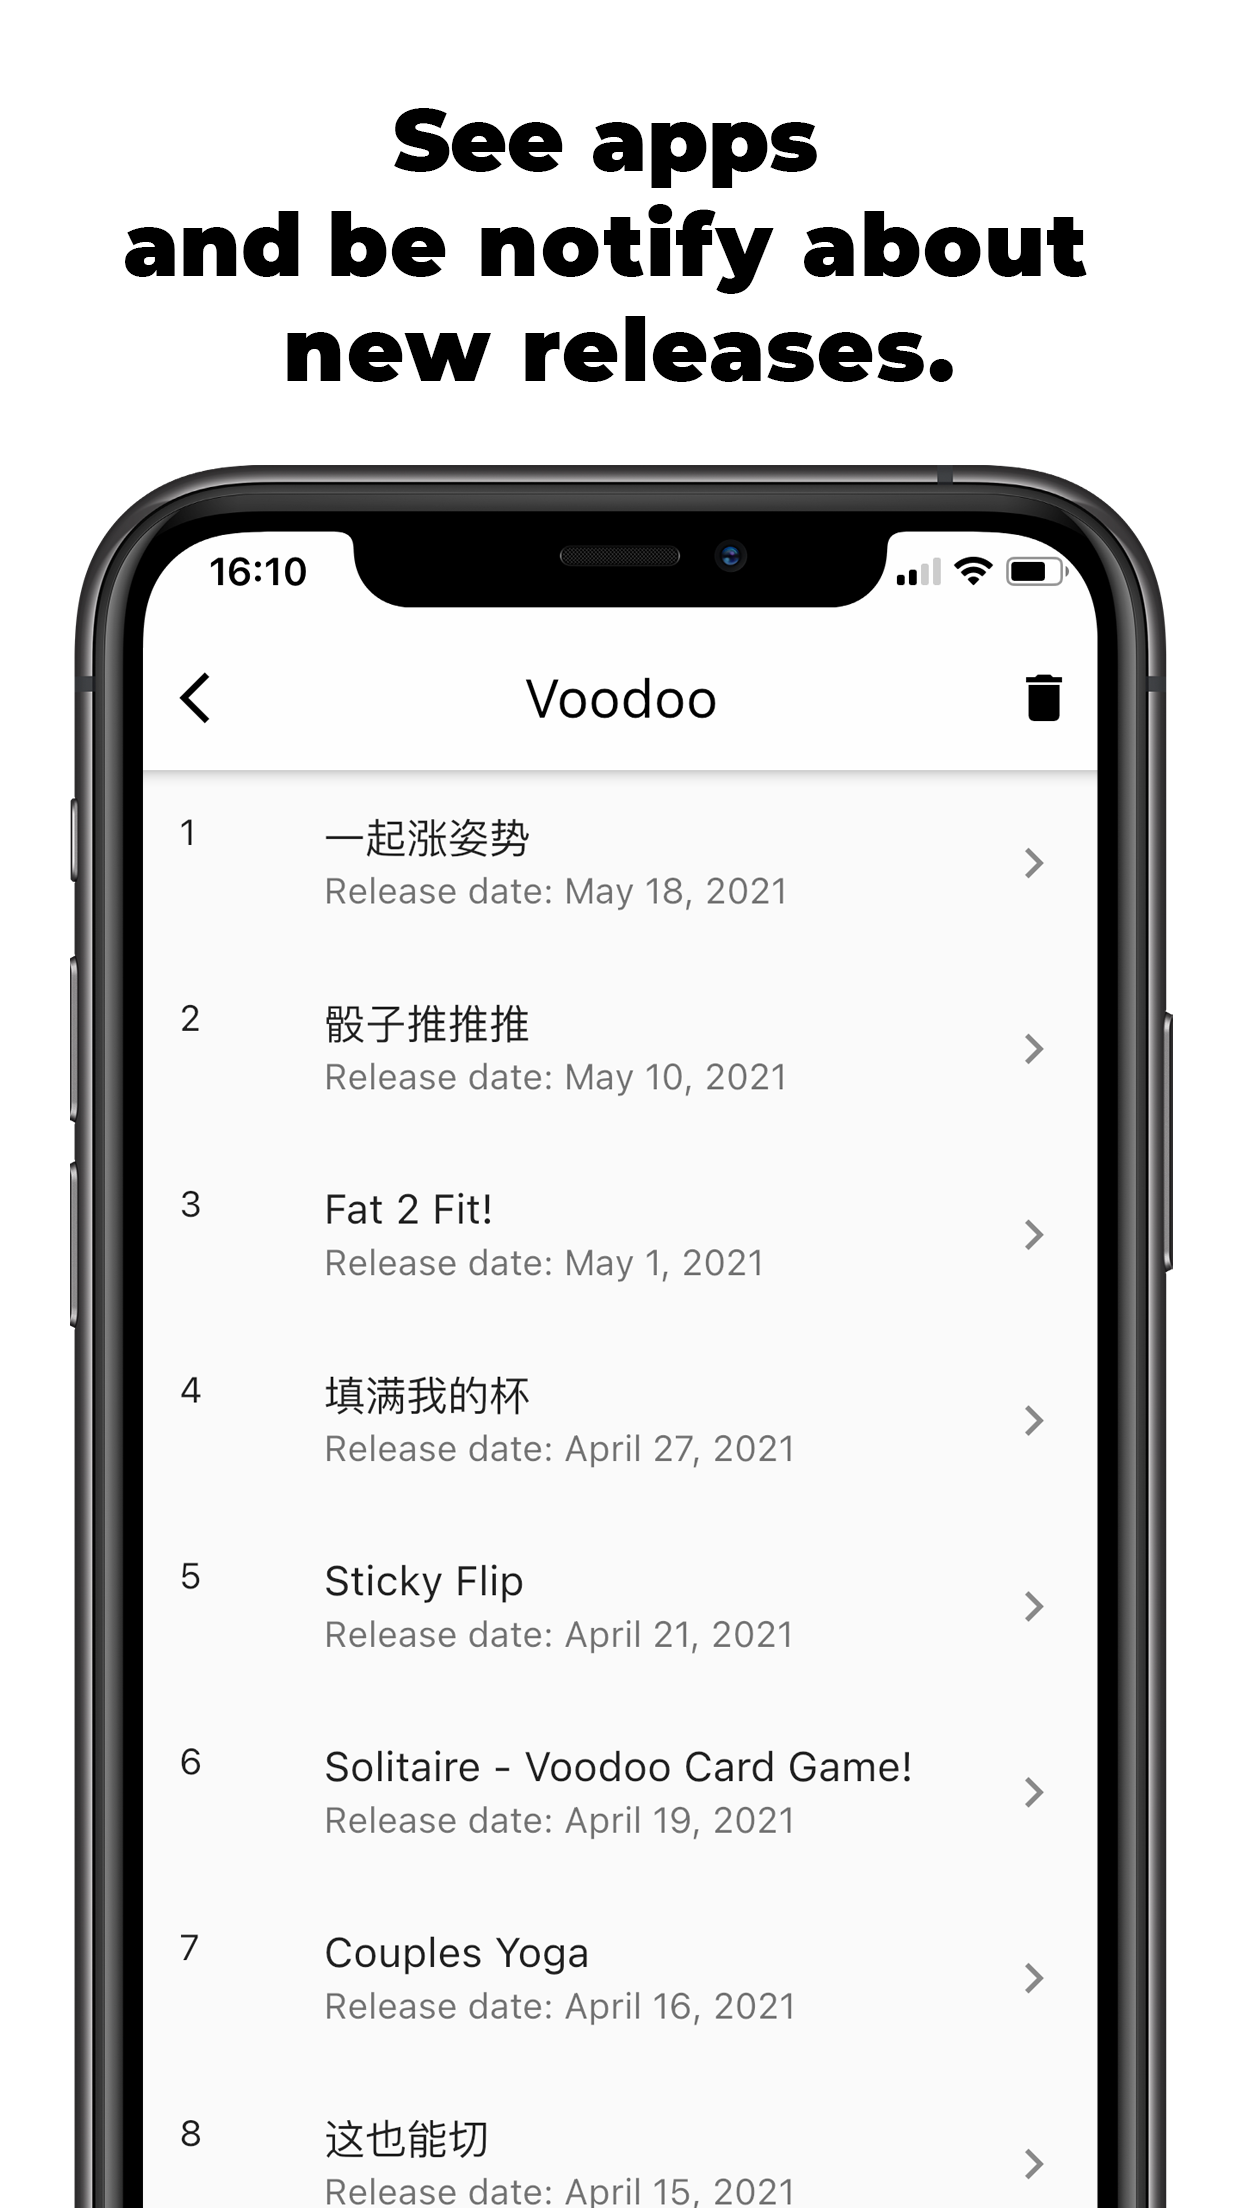 See apps
and be notify about
new releases.
16:10
Voodoo
1
一起涨姿势
Release date: May 18, 2021
2
骰子推推推
Release date: May 10, 2021
3
Fat 2 Fit!
Release date: May 1, 2021
4
填满我的杯
Release date: April 27, 2021
5
Sticky Flip
Release date: April 21, 2021
6
Solitaire - Voodoo Card Game!
Release date: April 19, 2021
7
Couples Yoga
Release date: April 16, 2021
8
这也能切
Release date: April 15, 2021